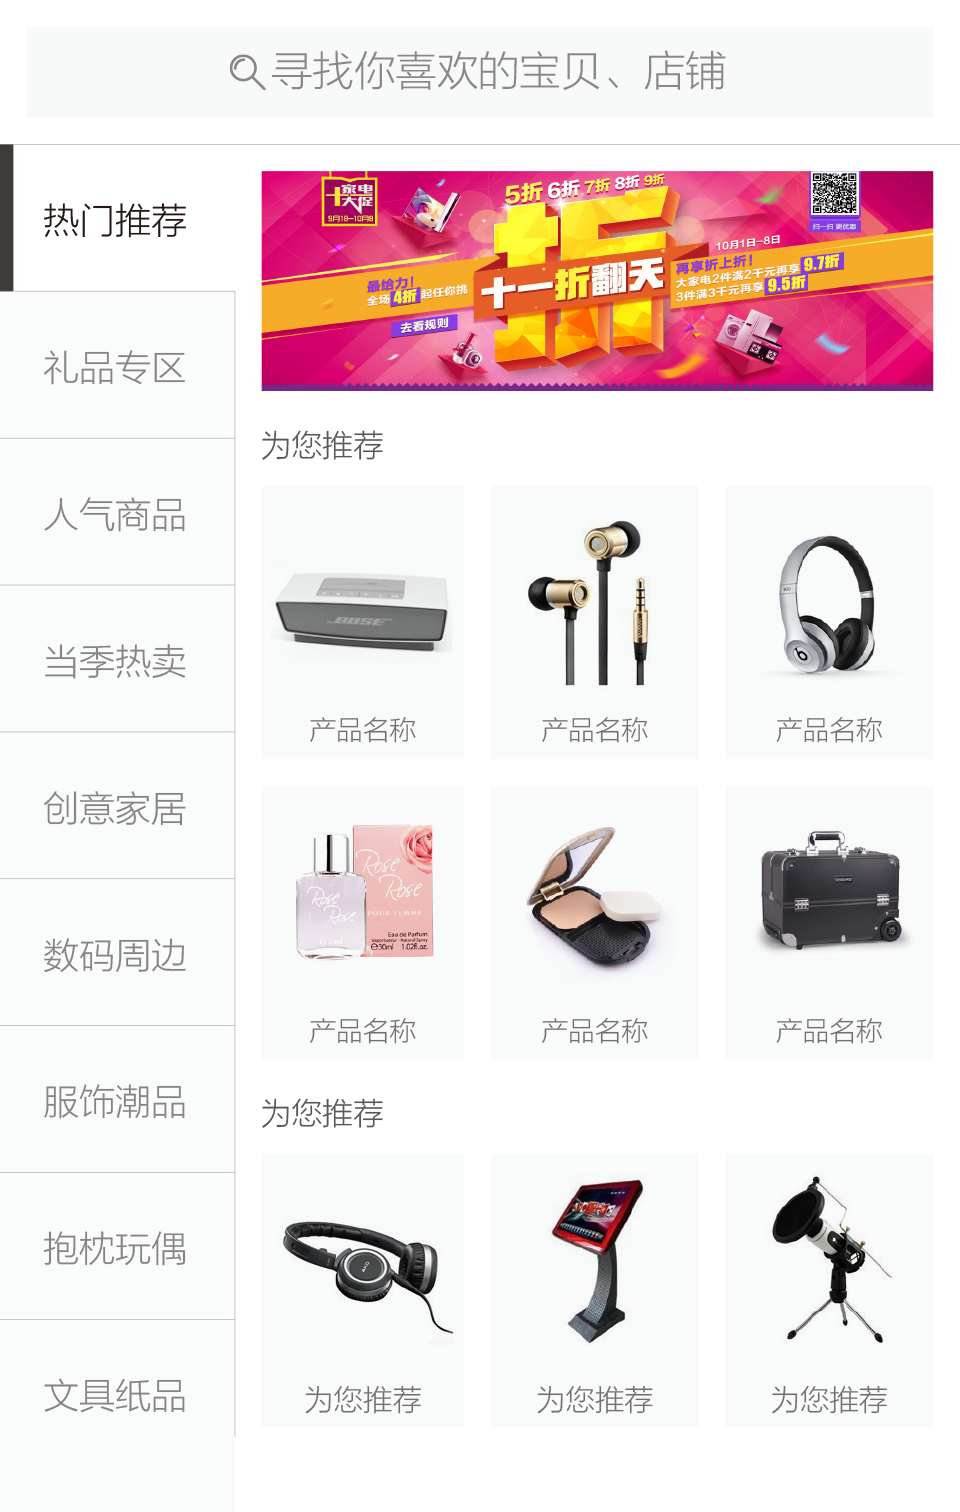 寻找你喜欢的宝贝、店铺
热门推荐
礼品专区
人气商品
当季热卖
创意家居
数码周边
服饰潮品
抱枕玩偶
文具纸品
十一家电大促
9月18-10月8
5折 6折 7折 8折 9折
折
十一折翻天
最给力!
全场4折起任你挑
去看规则
10月1日-8日
再享折上折!
大家电2件满2千元再享9.7折
3件满3千元再享9.5折
扫一扫 更优惠
为您推荐
BOSE
产品名称
产品名称
产品名称
Rose
Rose
POUR FEMME
Eau de Parfum
Vaporisateur - Natural Spray
℮30ml 1.02fl.oz.
Rose
Rose
产品名称
产品名称
产品名称
为您推荐
AKG
为您推荐
为您推荐
为您推荐